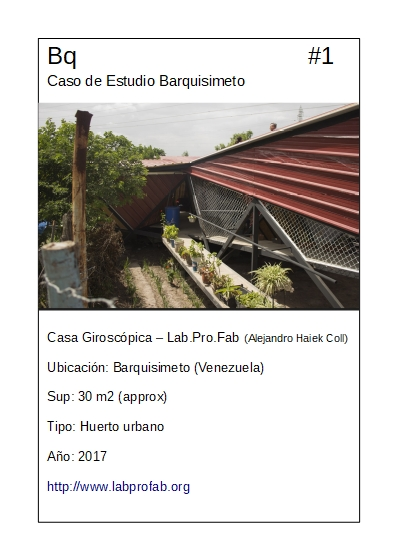 Bq #1
Caso de Estudio Barquisimeto
Casa Giroscópica – Lab.Pro.Fab (Alejandro Haiek Coll)
Ubicación: Barquisimeto (Venezuela)
Sup: 30 m2 (approx)
Tipo: Huerto urbano
Año: 2017
http://www.labprofab.org